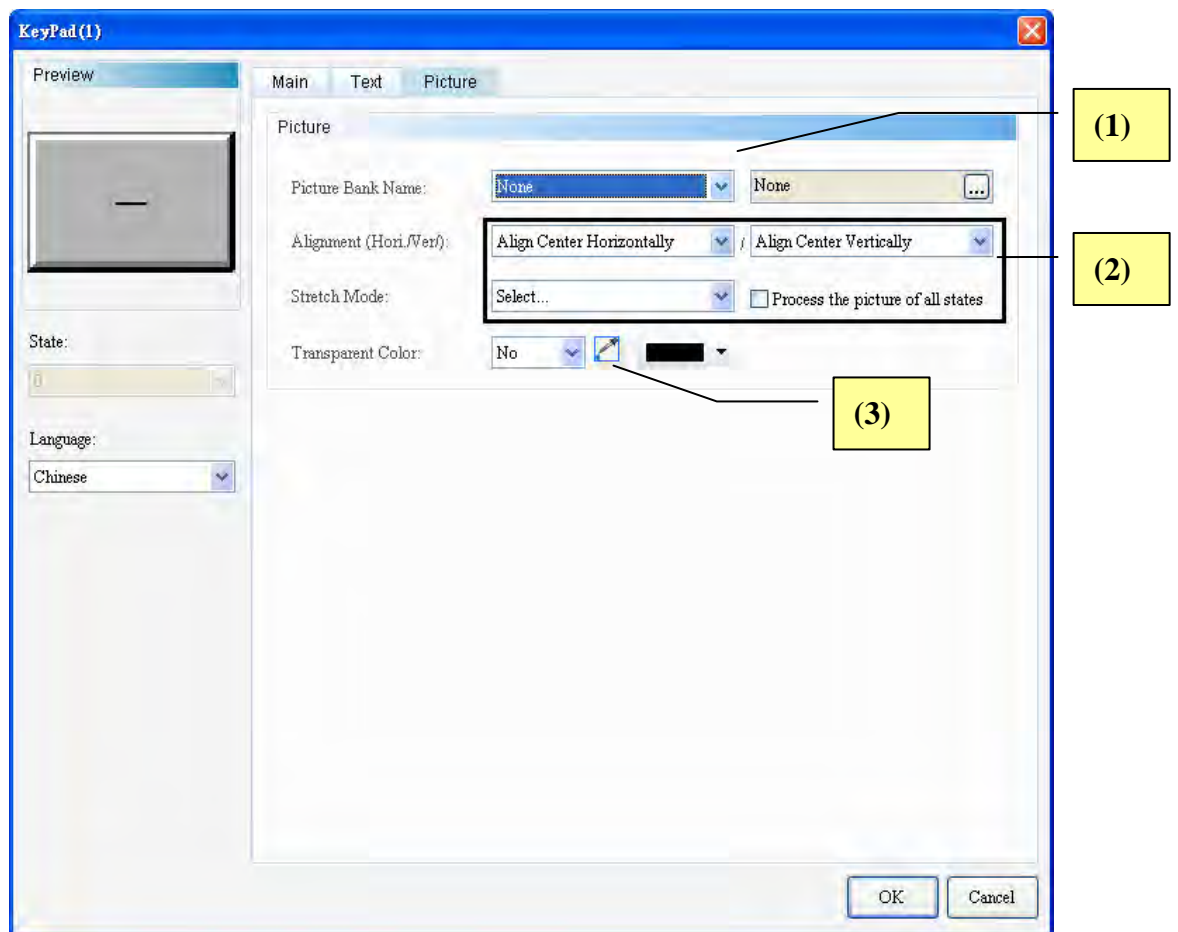 KeyPad(1)
Preview
Main Text Picture
Picture
(1)
Picture Bank Name: None None ...
Alignment (Hori./Ver/): Align Center Horizontally / Align Center Vertically
(2)
Stretch Mode: Select... Process the picture of all states
State:
0
Transparent Color: No
(3)
Language:
Chinese
OK Cancel